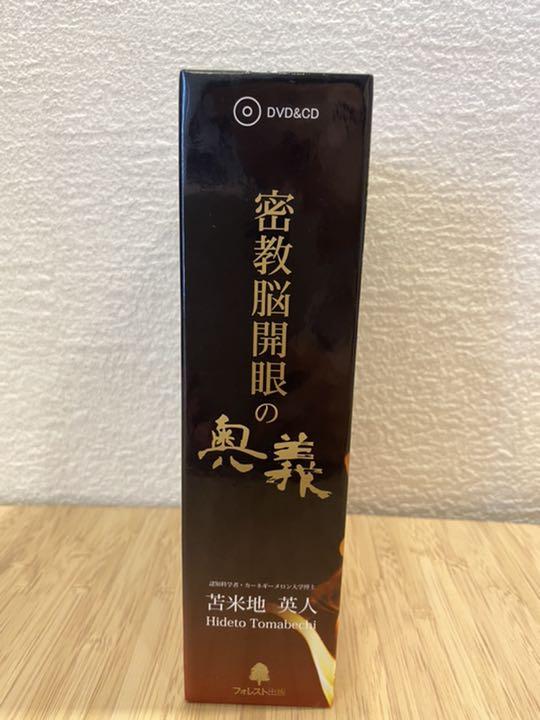 DVD&CD
密教脳開眼の
奥義
認知科学者・カーネギーメロン大学博士
苫米地 英人
Hideto Tomabechi
フォレスト出版